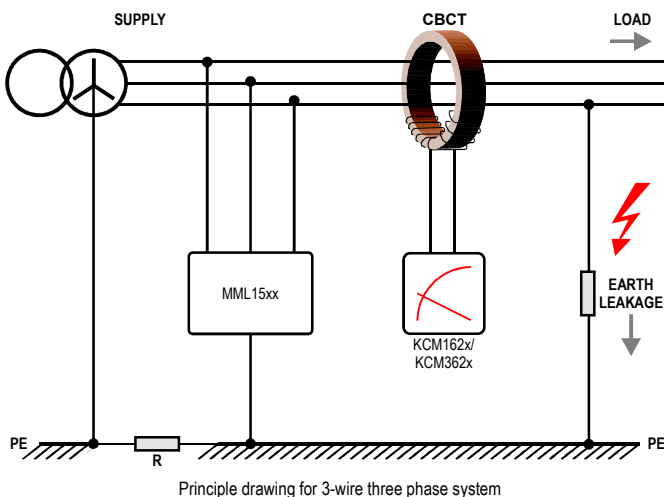 SUPPLY
CBCT
LOAD
MML15xx
KCM162x/
KCM362x
EARTH
LEAKAGE
PE
R
PE
Principle drawing for 3-wire three phase system